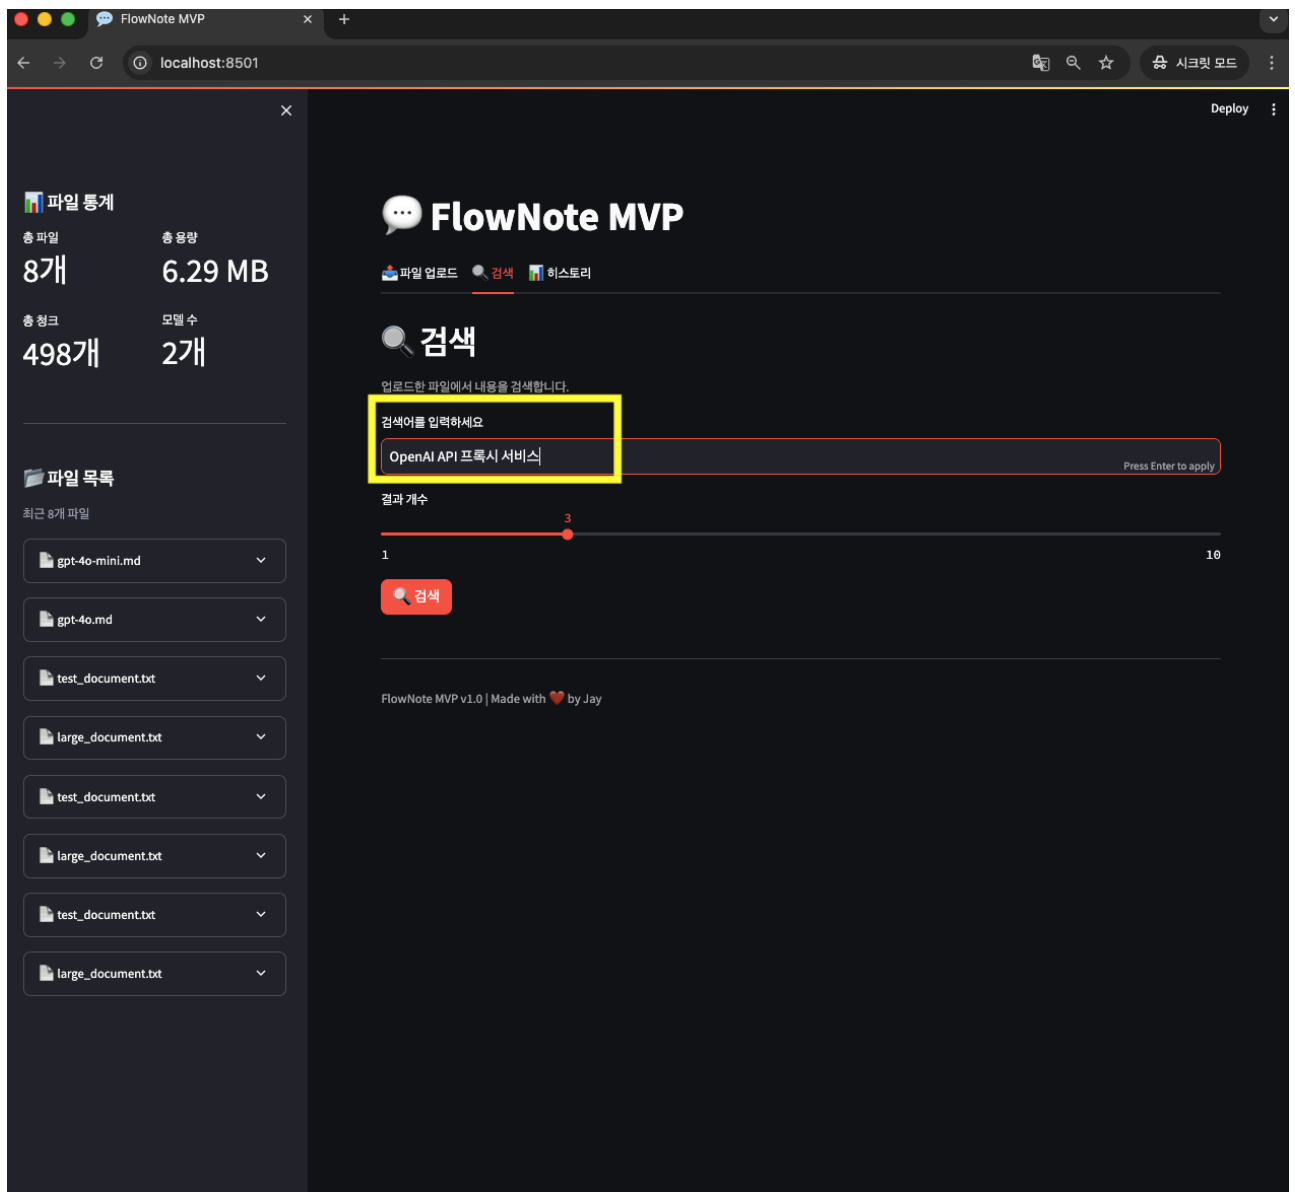 FlowNote MVP
localhost:8501
시크릿 모드
Deploy
파일 통계
총 파일
총 용량
8개
6.29 MB
총 청크
모델 수
498개
2개
파일 목록
최근 8개 파일
gpt-4o-mini.md
gpt-4o.md
test_document.txt
large_document.txt
test_document.txt
large_document.txt
test_document.txt
large_document.txt
FlowNote MVP
파일 업로드
검색
히스토리
검색
업로드한 파일에서 내용을 검색합니다.
검색어를 입력하세요
OpenAI API 프록시 서비스
Press Enter to apply
결과 개수
3
1
10
검색
FlowNote MVP v1.0 | Made with ❤️ by Jay